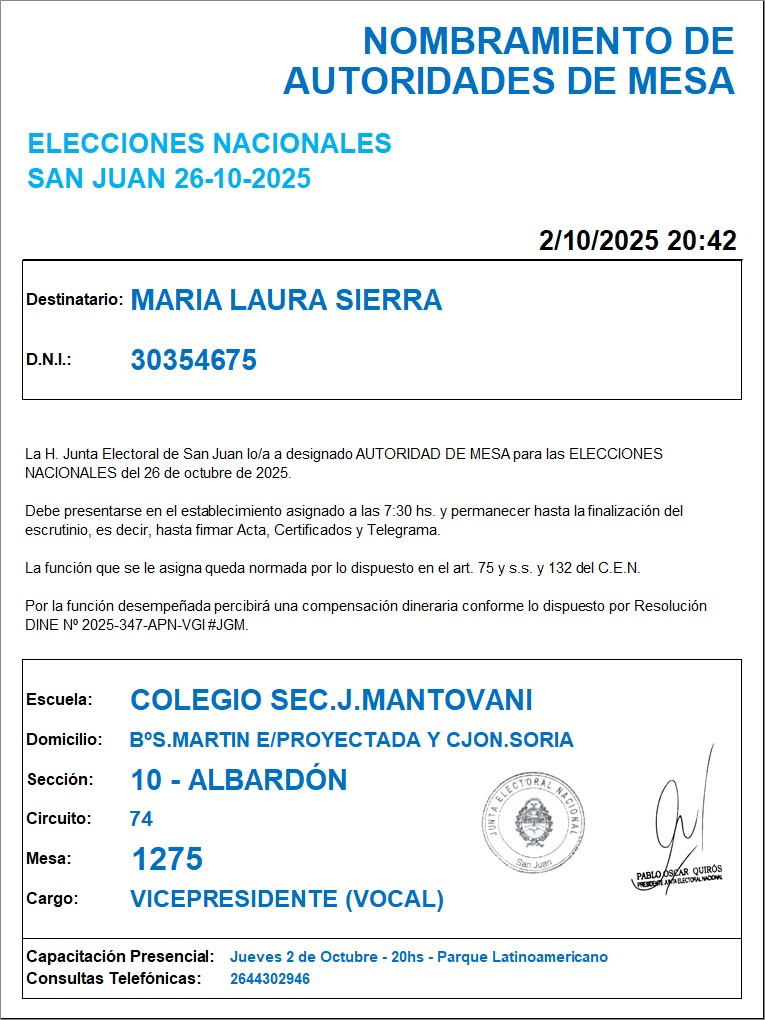 NOMBRAMIENTO DE
AUTORIDADES DE MESA
ELECCIONES NACIONALES
SAN JUAN 26-10-2025
2/10/2025 20:42
Destinatario: MARIA LAURA SIERRA
D.N.I.: 30354675
La H. Junta Electoral de San Juan lo/a a designado AUTORIDAD DE MESA para las ELECCIONES
NACIONALES del 26 de octubre de 2025.
Debe presentarse en el establecimiento asignado a las 7:30 hs. y permanecer hasta la finalización del
escrutinio, es decir, hasta firmar Acta, Certificados y Telegrama.
La función que se le asigna queda normada por lo dispuesto en el art. 75 y s.s. y 132 del C.E.N.
Por la función desempeñada percibirá una compensación dineraria conforme lo dispuesto por Resolución
DINE Nº 2025-347-APN-VGI#JGM.
Escuela: COLEGIO SEC.J.MANTOVANI
Domicilio: BºS.MARTIN E/PROYECTADA Y CJON.SORIA
Sección: 10 - ALBARDÓN
Circuito: 74
Mesa: 1275
Cargo: VICEPRESIDENTE (VOCAL)
JUNTA ELECTORAL NACIONAL
San Juan
PABLO OSCAR QUIRÓS
PRESIDENTE JUNTA ELECTORAL NACIONAL
Capacitación Presencial: Jueves 2 de Octubre - 20hs - Parque Latinoamericano
Consultas Telefónicas: 2644302946